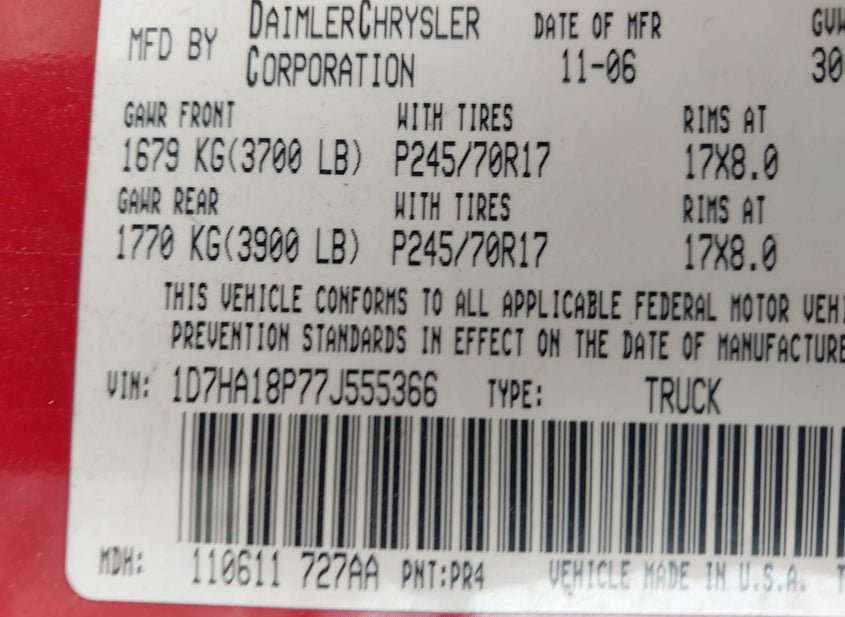 MFD BY DAIMLERCHRYSLER CORPORATION DATE OF MFR 11-06 30
GAWR FRONT WITH TIRES RIMS AT
1679 KG(3700 LB) P245/70R17 17X8.0
GAWR REAR WITH TIRES RIMS AT
1770 KG(3900 LB) P245/70R17 17X8.0
THIS VEHICLE CONFORMS TO ALL APPLICABLE FEDERAL MOTOR
PREVENTION STANDARDS IN EFFECT ON THE DATE OF
VIN: 1D7HA18P77J555366 TYPE: TRUCK
MDH: 110611 727AA PNT:PR4 VEHICLE MADE IN U.S.A.